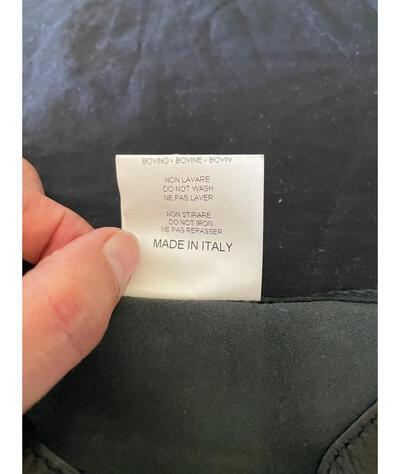 BOVINO - BOVINE - BOVIN
NON LAVARE
DO NOT WASH
NE PAS LAVER
NON STIRARE
DO NOT IRON
NE PAS REPASSER
MADE IN ITALY